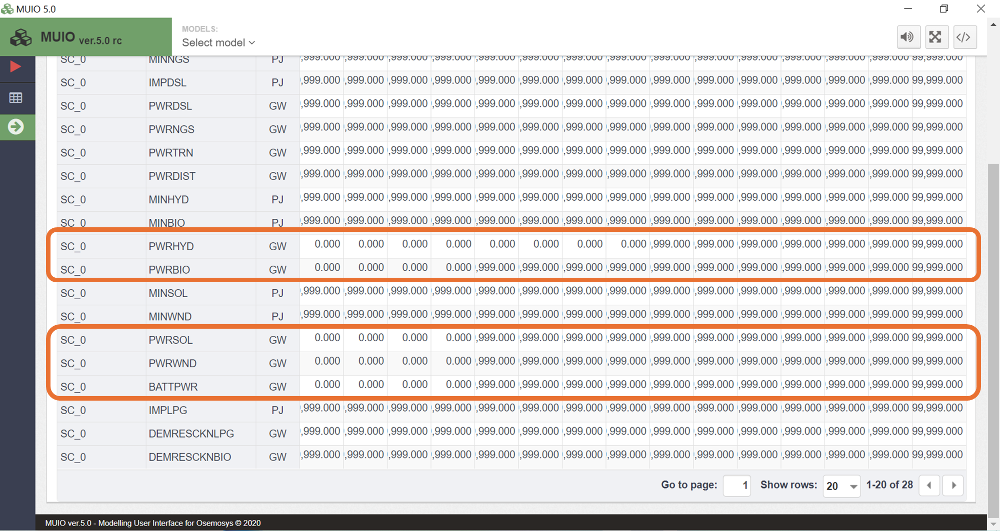 MUIO 5.0
MUIO ver.5.0 rc
MODELS:
Select model
SC_0 MINNGS PJ ,999.000 ,999.000 ,999.000 ,999.000 ,999.000 ,999.000 ,999.000 ,999.000 ,999.000 ,999.000 ,999.000 ,999.000 ,999.000 ,999.000 99,999.000
SC_0 IMPDSL PJ ,999.000 ,999.000 ,999.000 ,999.000 ,999.000 ,999.000 ,999.000 ,999.000 ,999.000 ,999.000 ,999.000 ,999.000 ,999.000 ,999.000 99,999.000
SC_0 PWRDSL GW ,999.000 ,999.000 ,999.000 ,999.000 ,999.000 ,999.000 ,999.000 ,999.000 ,999.000 ,999.000 ,999.000 ,999.000 ,999.000 ,999.000 99,999.000
SC_0 PWRNGS GW ,999.000 ,999.000 ,999.000 ,999.000 ,999.000 ,999.000 ,999.000 ,999.000 ,999.000 ,999.000 ,999.000 ,999.000 ,999.000 ,999.000 99,999.000
SC_0 PWRTRN GW ,999.000 ,999.000 ,999.000 ,999.000 ,999.000 ,999.000 ,999.000 ,999.000 ,999.000 ,999.000 ,999.000 ,999.000 ,999.000 ,999.000 99,999.000
SC_0 PWRDIST GW ,999.000 ,999.000 ,999.000 ,999.000 ,999.000 ,999.000 ,999.000 ,999.000 ,999.000 ,999.000 ,999.000 ,999.000 ,999.000 ,999.000 99,999.000
SC_0 MINHYD PJ ,999.000 ,999.000 ,999.000 ,999.000 ,999.000 ,999.000 ,999.000 ,999.000 ,999.000 ,999.000 ,999.000 ,999.000 ,999.000 ,999.000 99,999.000
SC_0 MINBIO PJ ,999.000 ,999.000 ,999.000 ,999.000 ,999.000 ,999.000 ,999.000 ,999.000 ,999.000 ,999.000 ,999.000 ,999.000 ,999.000 ,999.000 99,999.000
SC_0 PWRHYD GW 0.000 0.000 0.000 0.000 0.000 0.000 0.000 0.000 ,999.000 ,999.000 ,999.000 ,999.000 ,999.000 ,999.000 99,999.000
SC_0 PWRBIO GW 0.000 0.000 0.000 0.000 ,999.000 ,999.000 ,999.000 ,999.000 ,999.000 ,999.000 ,999.000 ,999.000 ,999.000 ,999.000 99,999.000
SC_0 MINSOL PJ ,999.000 ,999.000 ,999.000 ,999.000 ,999.000 ,999.000 ,999.000 ,999.000 ,999.000 ,999.000 ,999.000 ,999.000 ,999.000 ,999.000 99,999.000
SC_0 MINWND PJ ,999.000 ,999.000 ,999.000 ,999.000 ,999.000 ,999.000 ,999.000 ,999.000 ,999.000 ,999.000 ,999.000 ,999.000 ,999.000 ,999.000 99,999.000
SC_0 PWRSOL GW 0.000 0.000 0.000 0.000 ,999.000 ,999.000 ,999.000 ,999.000 ,999.000 ,999.000 ,999.000 ,999.000 ,999.000 ,999.000 99,999.000
SC_0 PWRWND GW 0.000 0.000 0.000 0.000 ,999.000 ,999.000 ,999.000 ,999.000 ,999.000 ,999.000 ,999.000 ,999.000 ,999.000 ,999.000 99,999.000
SC_0 BATTPWR GW 0.000 0.000 0.000 0.000 ,999.000 ,999.000 ,999.000 ,999.000 ,999.000 ,999.000 ,999.000 ,999.000 ,999.000 ,999.000 99,999.000
SC_0 IMPLPG PJ ,999.000 ,999.000 ,999.000 ,999.000 ,999.000 ,999.000 ,999.000 ,999.000 ,999.000 ,999.000 ,999.000 ,999.000 ,999.000 ,999.000 99,999.000
SC_0 DEMRESCKNLPG GW ,999.000 ,999.000 ,999.000 ,999.000 ,999.000 ,999.000 ,999.000 ,999.000 ,999.000 ,999.000 ,999.000 ,999.000 ,999.000 ,999.000 99,999.000
SC_0 DEMRESCKNBIO GW ,999.000 ,999.000 ,999.000 ,999.000 ,999.000 ,999.000 ,999.000 ,999.000 ,999.000 ,999.000 ,999.000 ,999.000 ,999.000 ,999.000 99,999.000
Go to page: 1 Show rows: 20 1-20 of 28
MUIO ver.5.0 - Modelling User Interface for Osemosys © 2020